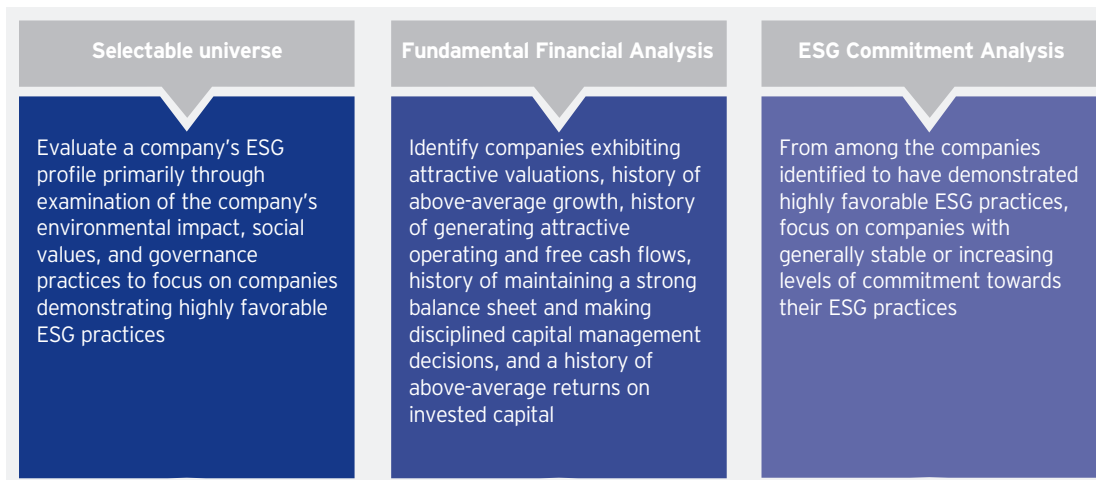 Selectable universe
Evaluate a company's ESG
profile primarily through
examination of the company's
environmental impact, social
values, and governance
practices to focus on companies
demonstrating highly favorable
ESG practices
Fundamental Financial Analysis
Identify companies exhibiting
attractive valuations, history of
above-average growth, history
of generating attractive
operating and free cash flows,
history of maintaining a strong
balance sheet and making
disciplined capital management
decisions, and a history of
above-average returns on
invested capital
ESG Commitment Analysis
From among the companies
identified to have demonstrated
highly favorable ESG practices,
focus on companies with
generally stable or increasing
levels of commitment towards
their ESG practices